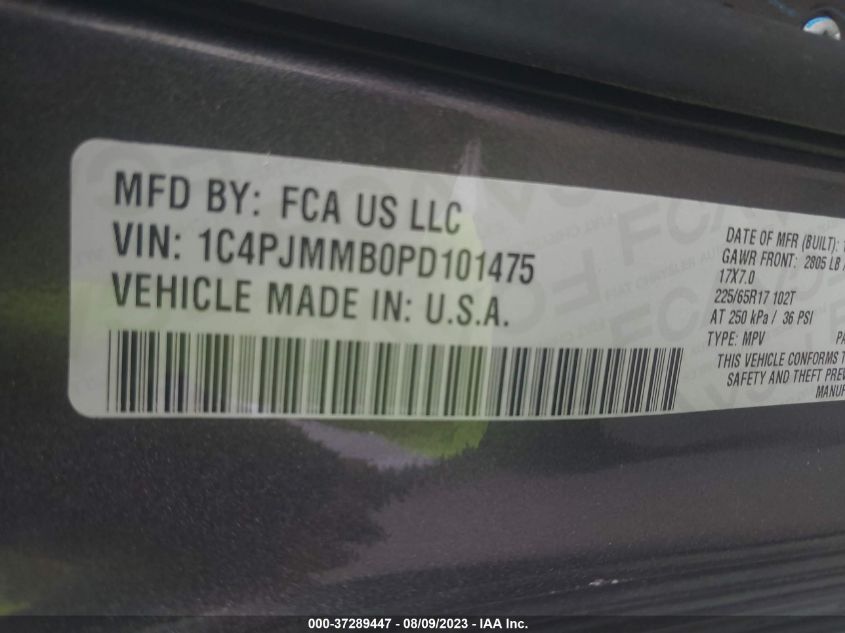 MFD BY: FCA US LLC
VIN: 1C4PJMMB0PD101475
VEHICLE MADE IN: U.S.A.
DATE OF MFR (BUILT):
GAWR FRONT: 2805 LB
17X7.0
225/65R17 102T
AT 250 kPa / 36 PSI
TYPE: MPV
THIS VEHICLE CONFORMS
SAFETY AND THEFT
000-37289447 - 08/09/2023 - IAA Inc.